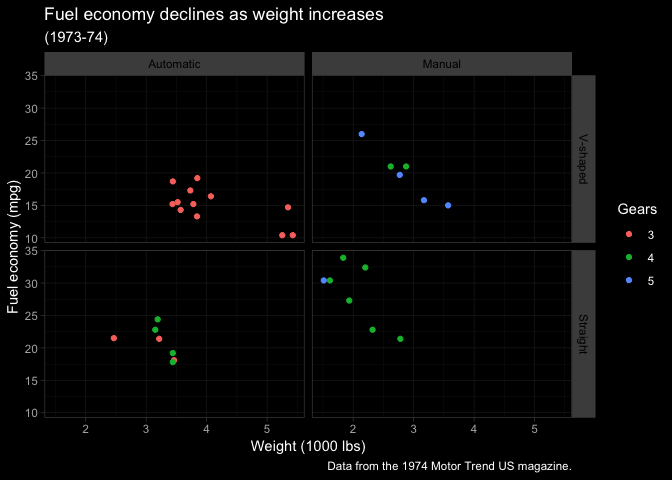 Fuel economy declines as weight increases
(1973-74)
Automatic
Manual
35
30
25
20
15
10
V-shaped
35
30
25
20
15
10
Straight
Fuel economy (mpg)
2
3
4
5
2
3
4
5
Weight (1000 lbs)
Gears
3
4
5
Data from the 1974 Motor Trend US magazine.